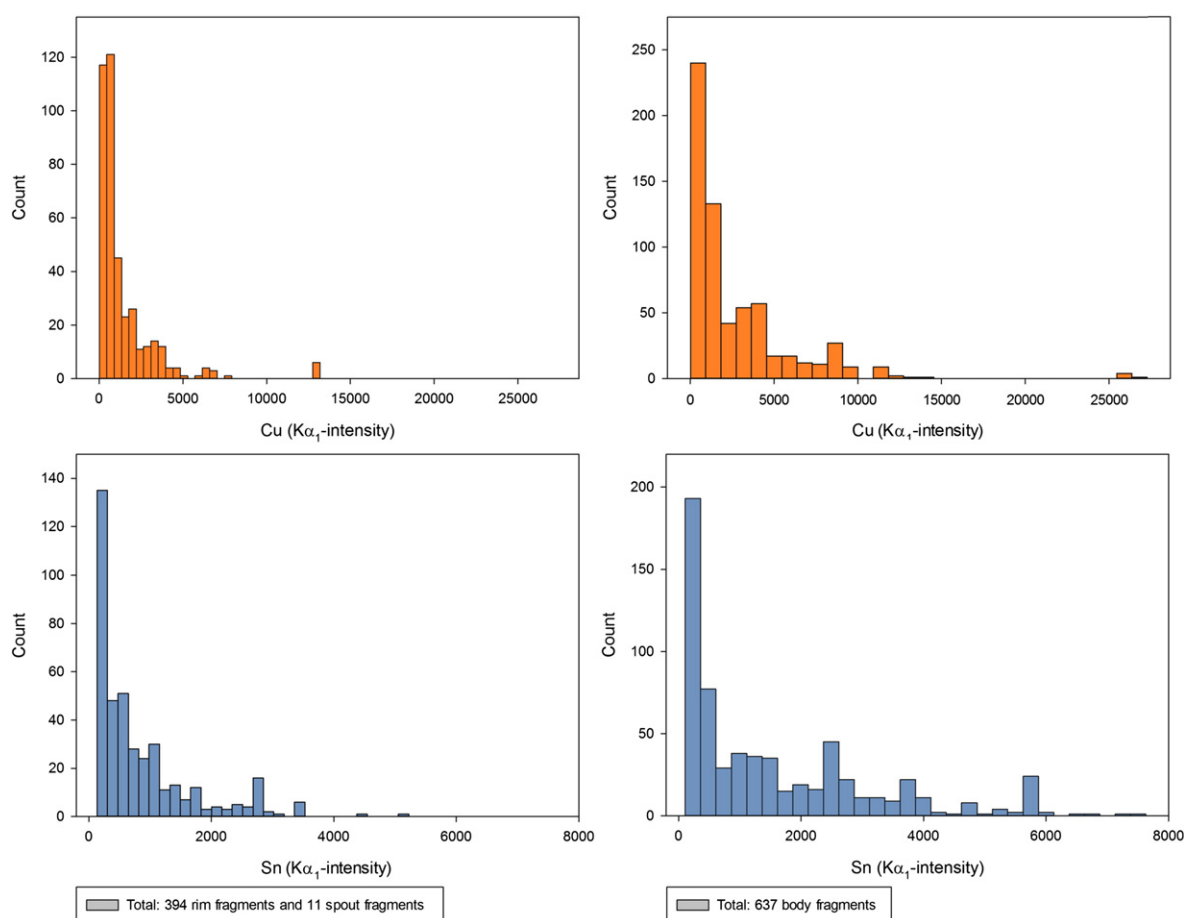 120
100
80
60
40
20
0
Count
0 5000 10000 15000 20000 25000
Cu (Kα₁-intensity)
250
200
150
100
50
0
Count
0 5000 10000 15000 20000 25000
Cu (Kα₁-intensity)
140
120
100
80
60
40
20
0
Count
0 2000 4000 6000 8000
Sn (Kα₁-intensity)
Total: 394 rim fragments and 11 spout fragments
200
150
100
50
0
Count
0 2000 4000 6000 8000
Sn (Kα₁-intensity)
Total: 637 body fragments